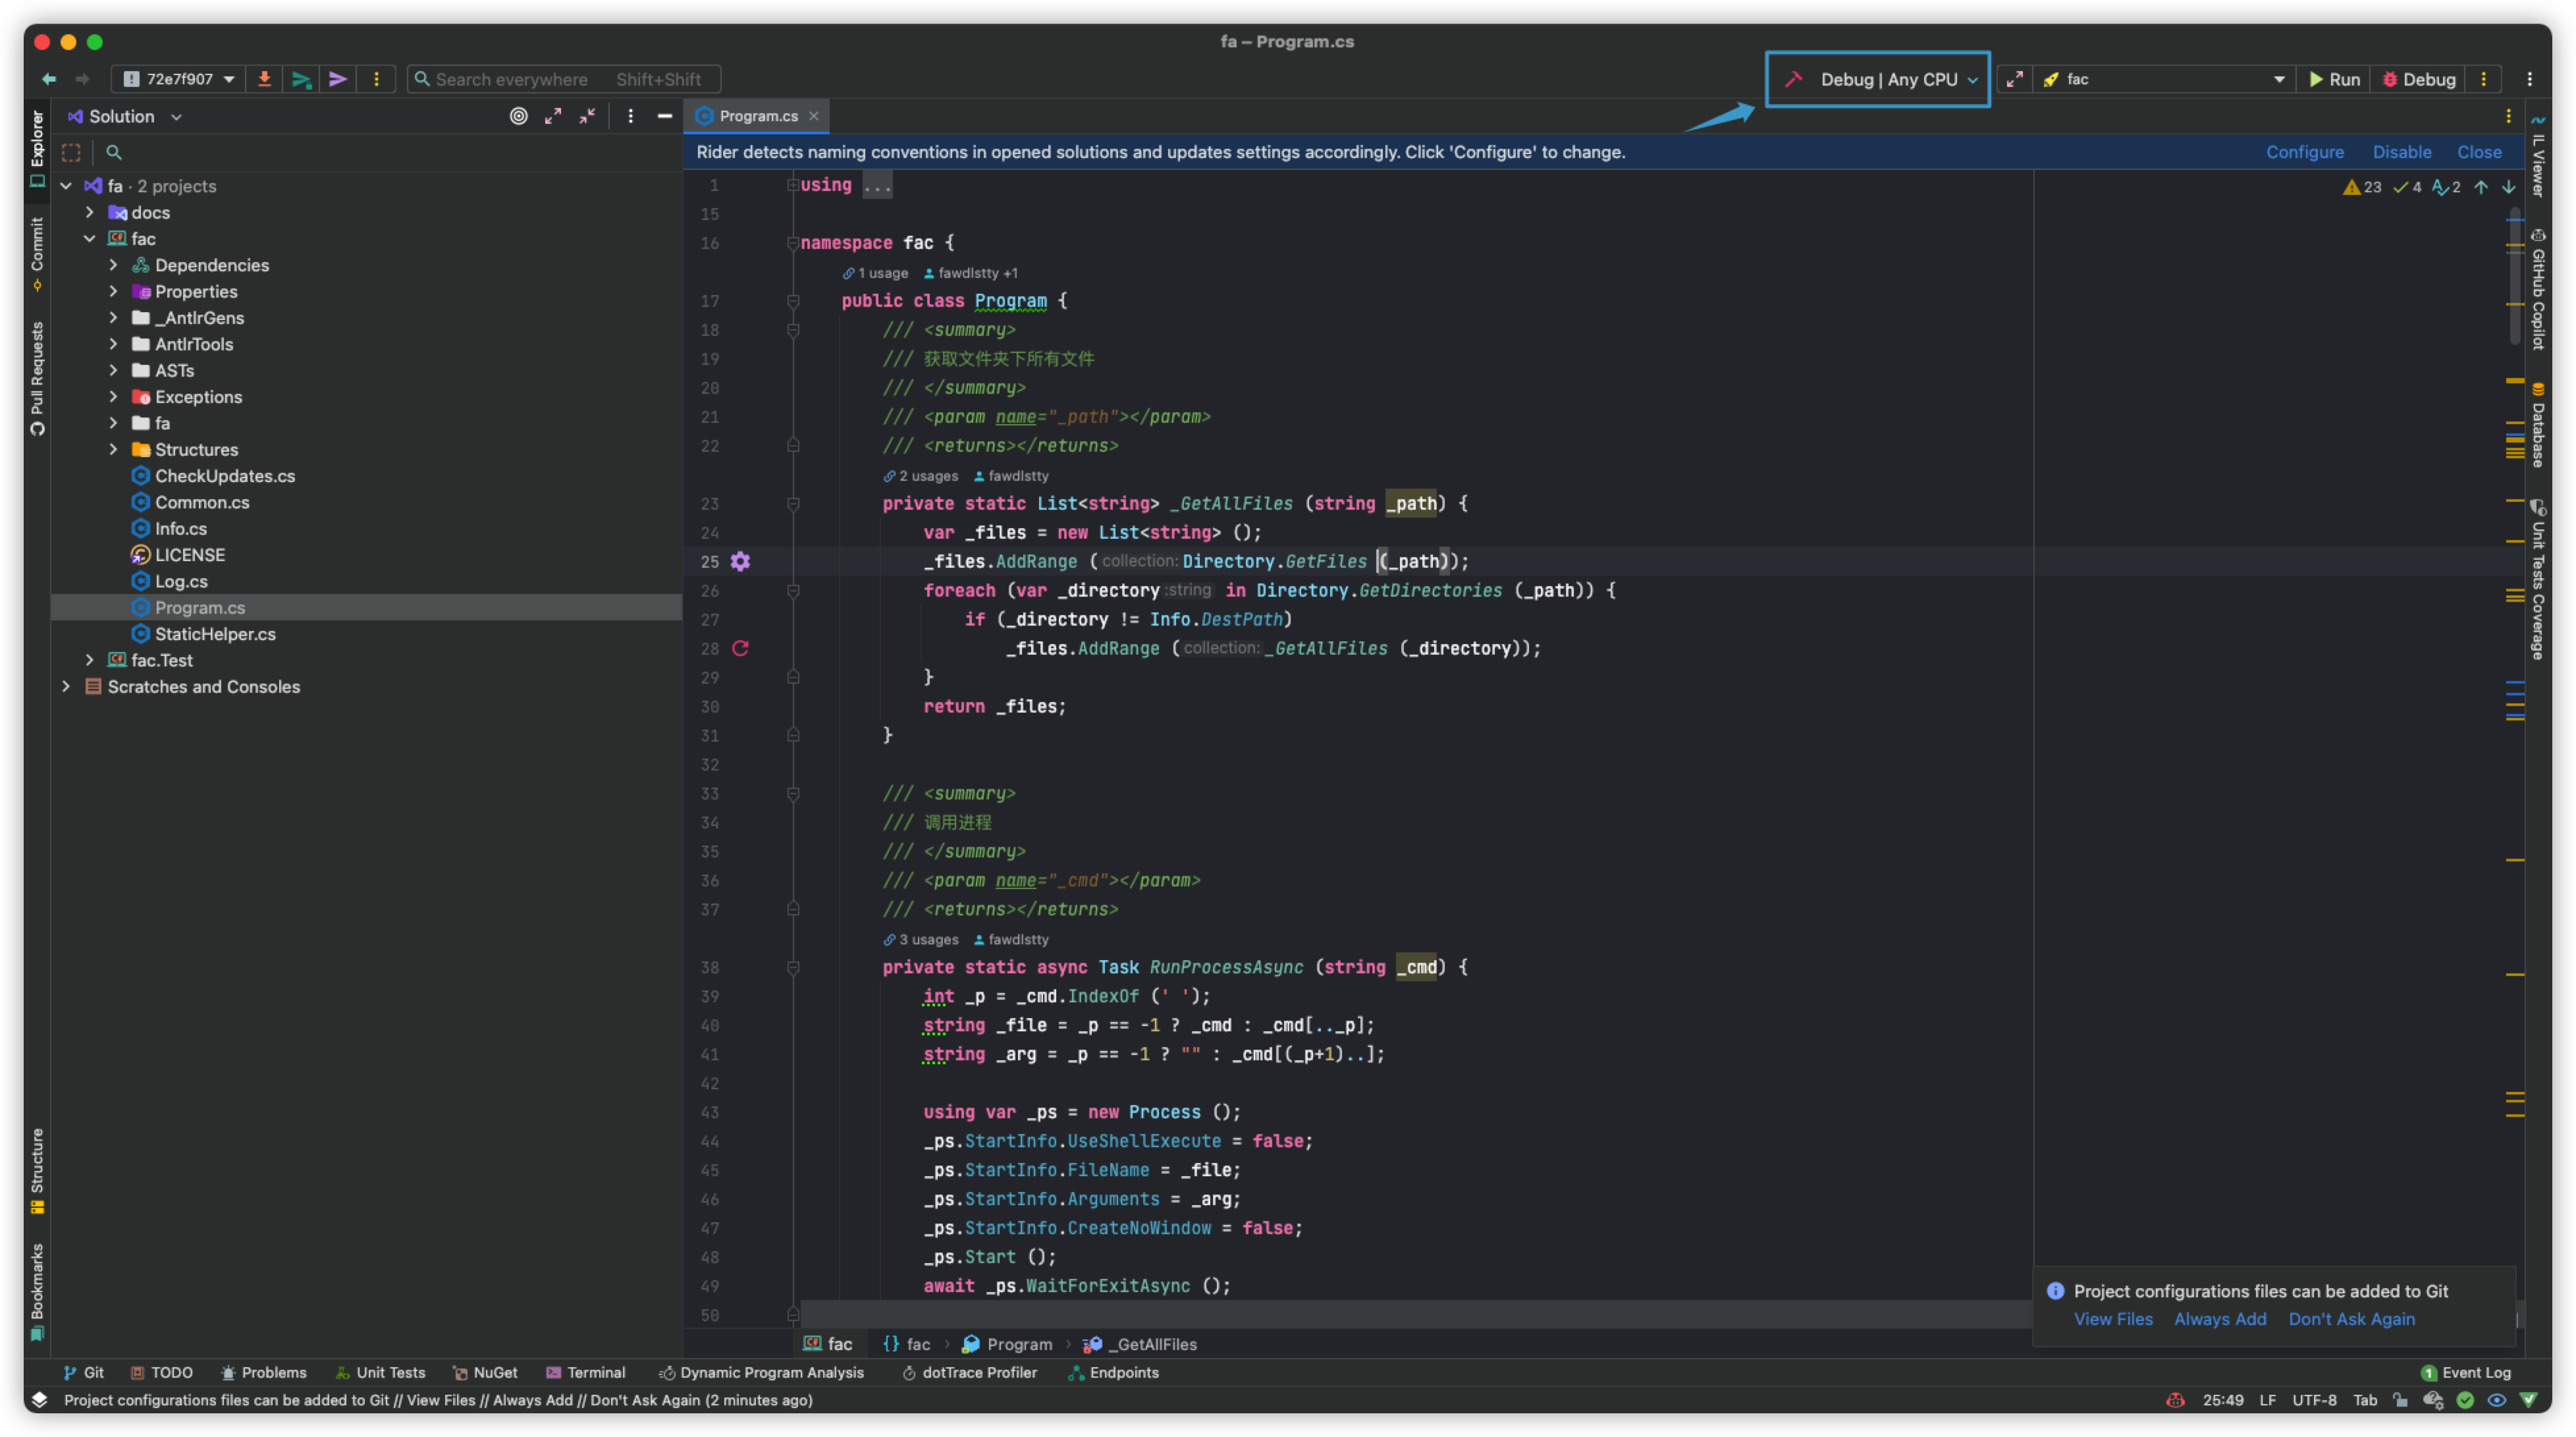 fa – Program.cs
72e7f907
Search everywhere Shift+Shift
Debug | Any CPU
fac
Run
Debug
Explorer
Commit
Pull Requests
Structure
Bookmarks
Solution
fa · 2 projects
docs
fac
Dependencies
Properties
_AntlrGens
AntlrTools
ASTs
Exceptions
fa
Structures
CheckUpdates.cs
Common.cs
Info.cs
LICENSE
Log.cs
Program.cs
StaticHelper.cs
fac.Test
Scratches and Consoles
Program.cs
Rider detects naming conventions in opened solutions and updates settings accordingly. Click 'Configure' to change.
Configure Disable Close
23 4 2
1 using ...
15
16 namespace fac {
1 usage fawdlstty +1
17 public class Program {
18 /// <summary>
19 /// 获取文件夹下所有文件
20 /// </summary>
21 /// <param name="_path"></param>
22 /// <returns></returns>
2 usages fawdlstty
23 private static List<string> _GetAllFiles (string _path) {
24 var _files = new List<string> ();
25 _files.AddRange (collection: Directory.GetFiles (_path));
26 foreach (var _directory :string in Directory.GetDirectories (_path)) {
27 if (_directory != Info.DestPath)
28 _files.AddRange (collection: _GetAllFiles (_directory));
29 }
30 return _files;
31 }
32
33 /// <summary>
34 /// 调用进程
35 /// </summary>
36 /// <param name="_cmd"></param>
37 /// <returns></returns>
3 usages fawdlstty
38 private static async Task RunProcessAsync (string _cmd) {
39 int _p = _cmd.IndexOf (' ');
40 string _file = _p == -1 ? _cmd : _cmd[.._p];
41 string _arg = _p == -1 ? "" : _cmd[(_p+1)..];
42
43 using var _ps = new Process ();
44 _ps.StartInfo.UseShellExecute = false;
45 _ps.StartInfo.FileName = _file;
46 _ps.StartInfo.Arguments = _arg;
47 _ps.StartInfo.CreateNoWindow = false;
48 _ps.Start ();
49 await _ps.WaitForExitAsync ();
50
fac fac Program _GetAllFiles
IL Viewer
GitHub Copilot
Database
Unit Tests Coverage
Project configurations files can be added to Git
View Files Always Add Don't Ask Again
Git TODO Problems Unit Tests NuGet Terminal Dynamic Program Analysis dotTrace Profiler Endpoints 1 Event Log
Project configurations files can be added to Git // View Files // Always Add // Don't Ask Again (2 minutes ago) 25:49 LF UTF-8 Tab